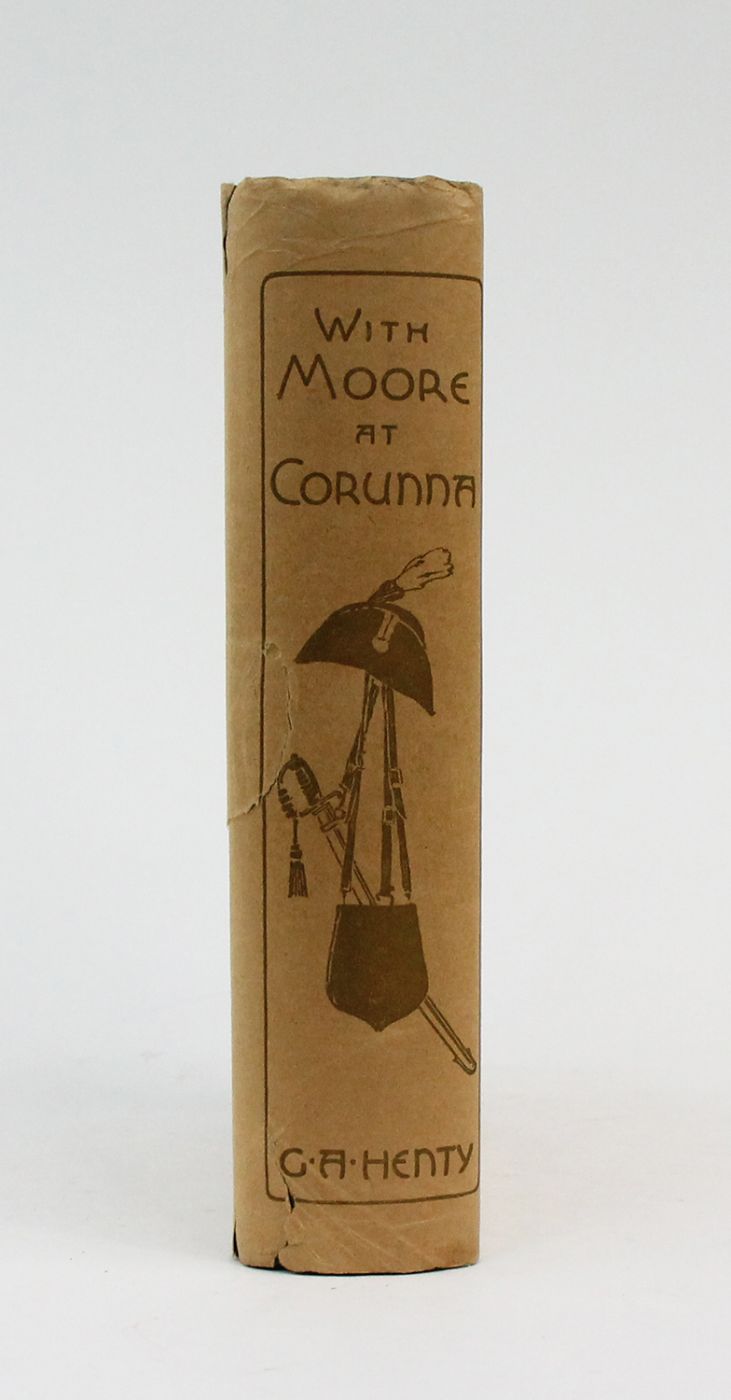 With
Moore
at
Corunna
G·A·Henty